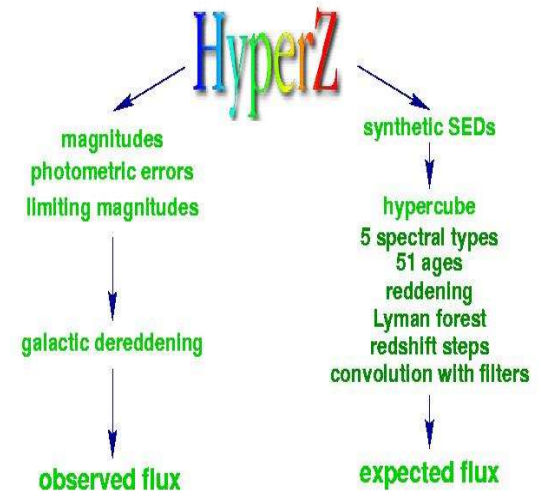 HyperZ
magnitudes
photometric errors
limiting magnitudes
galactic dereddening
observed flux
synthetic SEDs
hypercube
5 spectral types
51 ages
reddening
Lyman forest
redshift steps
convolution with filters
expected flux